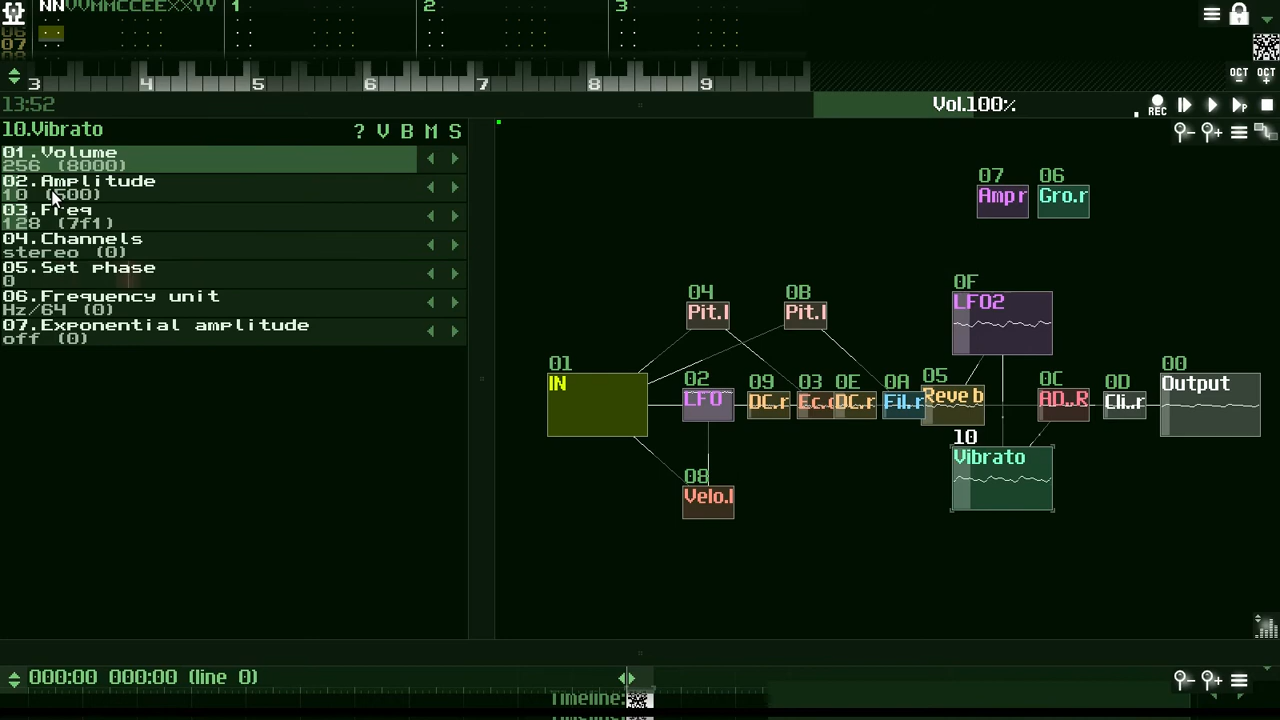 NNVVMMCCEEXXYY 1 2 3
06
07
3 4 5 6 7 8 9
OCT OCT
13:52
Vol.100%
REC
10.Vibrato
? V B M S
01.Volume
256 (8000)
02.Amplitude
10 (500)
03.Freq
128 (7f1)
04.Channels
stereo (0)
05.Set phase
0
06.Frequency unit
Hz/64 (0)
07.Exponential amplitude
off (0)
07 06
Ampr Gro.r
0F
LFO2
04 0B
Pit.l Pit.l
01
IN
02
LFO
09
DC.r
03
Ec.
0E
DC.r
0A
Fil.r
05
0C
0D
Cli..r
00
Output
10
Vibrato
08
Velo.l
000:00 000:00 (line 0)
Timeline: